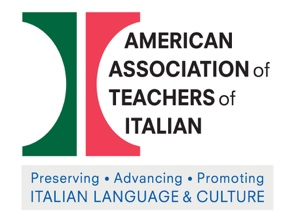 AMERICAN
ASSOCIATION of
TEACHERS of
ITALIAN
Preserving • Advancing • Promoting
ITALIAN LANGUAGE & CULTURE